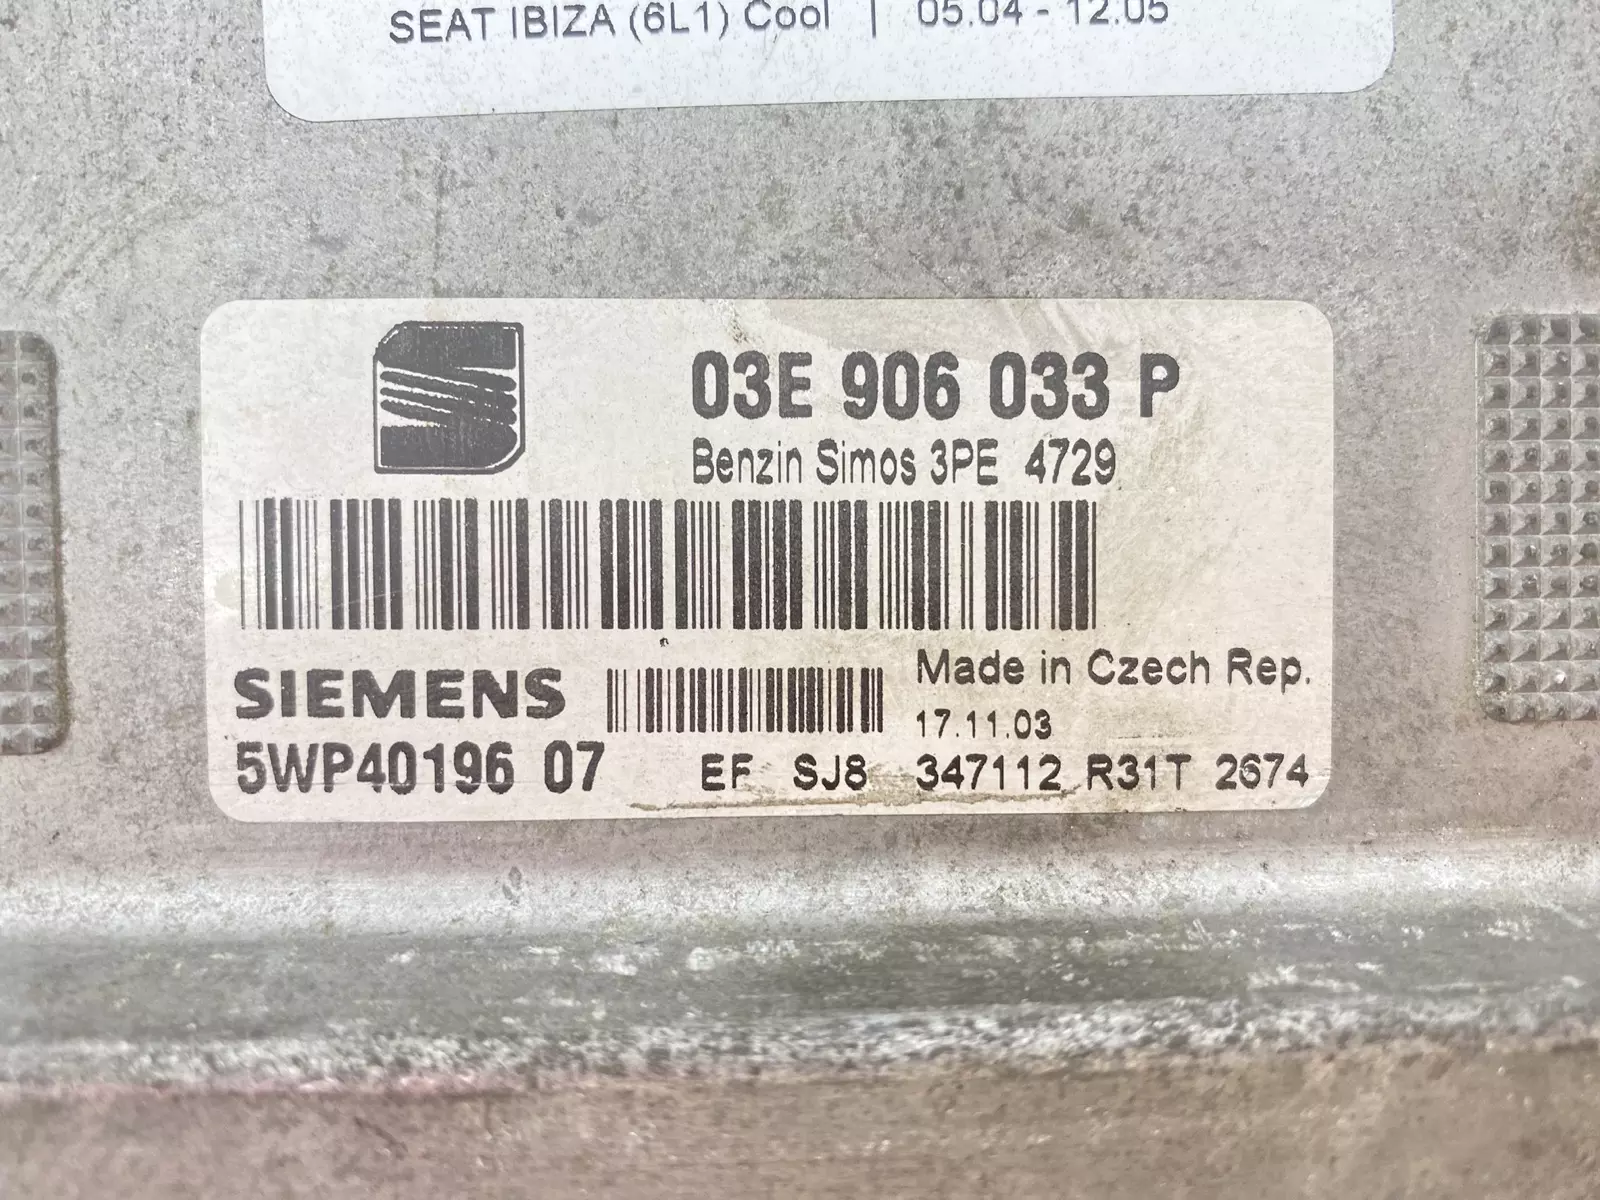 SEAT IBIZA (6L1) Cool | 05.04 - 12.05
03E 906 033 P
Benzin Simos 3PE 4729
SIEMENS
Made in Czech Rep.
17.11.03
5WP40196 07 EF SJ8 347112 R31T 2674